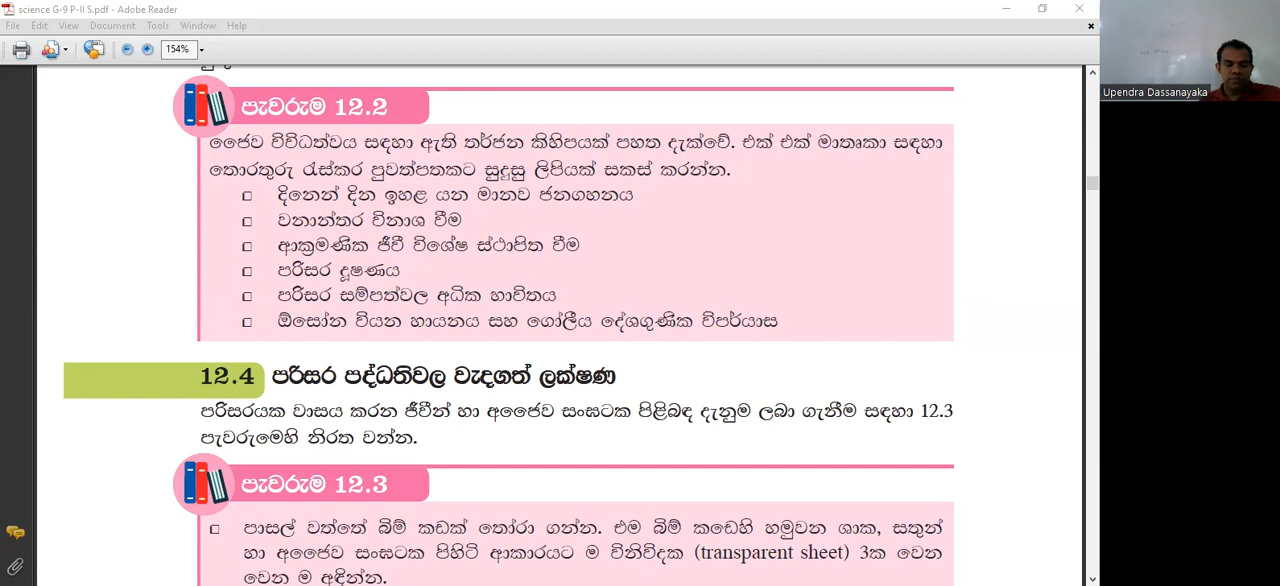 science G-9 P-II S.pdf - Adobe Reader
File Edit View Document Tools Window Help
154%
පැවරුම 12.2
ජෛව විවිධත්වය සඳහා ඇති තර්ජන කිහිපයක් පහත දැක්වේ. එක් එක් මාතෘකා සඳහා
තොරතුරු රැස්කර පුවත්පතකට සුදුසු ලිපියක් සකස් කරන්න.
දිනෙන් දින ඉහළ යන මානව ජනගහනය
වනාන්තර විනාශ වීම
ආක්‍රමණික ජීවී විශේෂ ස්ථාපිත වීම
පරිසර දූෂණය
පරිසර සම්පත්වල අධික භාවිතය
ඕසෝන වියන හායනය සහ ගෝලීය දේශගුණික විපර්යාස
12.4 පරිසර පද්ධතිවල වැදගත් ලක්ෂණ
පරිසරයක වාසය කරන ජීවීන් හා අජෛව සංඝටක පිළිබඳ දැනුම ලබා ගැනීම සඳහා 12.3
පැවරුමෙහි නිරත වන්න.
පැවරුම 12.3
පාසල් වත්තේ බිම් කඩක් තෝරා ගන්න. එම බිම් කඩෙහි හමුවන ශාක, සතුන්
හා අජෛව සංඝටක පිහිටි ආකාරයට ම විනිවිදක (transparent sheet) 3ක වෙන
වෙන ම අඳින්න.
Upendra Dassanayaka